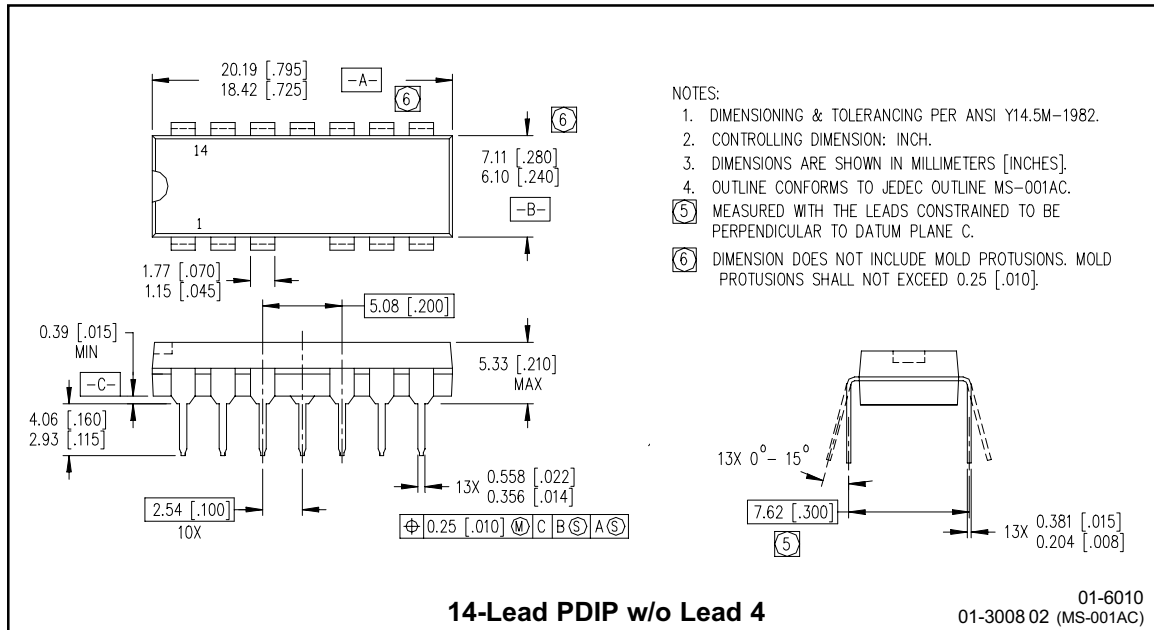 20.19 [.795]
18.42 [.725]
-A-
6
6
14
1
7.11 [.280]
6.10 [.240]
-B-
1.77 [.070]
1.15 [.045]
5.08 [.200]
0.39 [.015]
MIN
-C-
5.33 [.210]
MAX
4.06 [.160]
2.93 [.115]
2.54 [.100]
10X
13X 0.558 [.022]
0.356 [.014]
⌖ 0.25 [.010] Ⓜ C B Ⓢ A Ⓢ
NOTES:
1. DIMENSIONING & TOLERANCING PER ANSI Y14.5M-1982.
2. CONTROLLING DIMENSION: INCH.
3. DIMENSIONS ARE SHOWN IN MILLIMETERS [INCHES].
4. OUTLINE CONFORMS TO JEDEC OUTLINE MS-001AC.
5 MEASURED WITH THE LEADS CONSTRAINED TO BE
PERPENDICULAR TO DATUM PLANE C.
6 DIMENSION DOES NOT INCLUDE MOLD PROTUSIONS. MOLD
PROTUSIONS SHALL NOT EXCEED 0.25 [.010].
13X 0°- 15°
7.62 [.300]
5
13X 0.381 [.015]
0.204 [.008]
14-Lead PDIP w/o Lead 4
01-6010
01-3008 02 (MS-001AC)